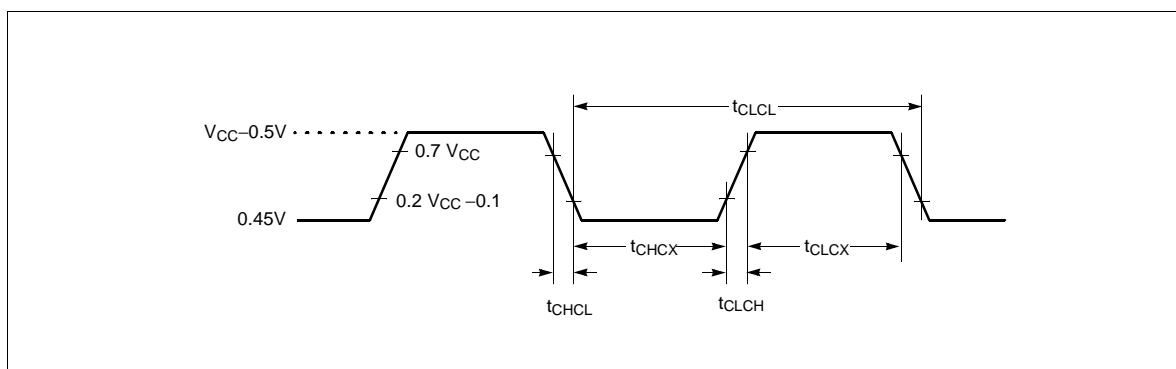 tCLCL
VCC–0.5V
0.7 VCC
0.2 VCC –0.1
0.45V
tCHCX
tCLCX
tCHCL
tCLCH